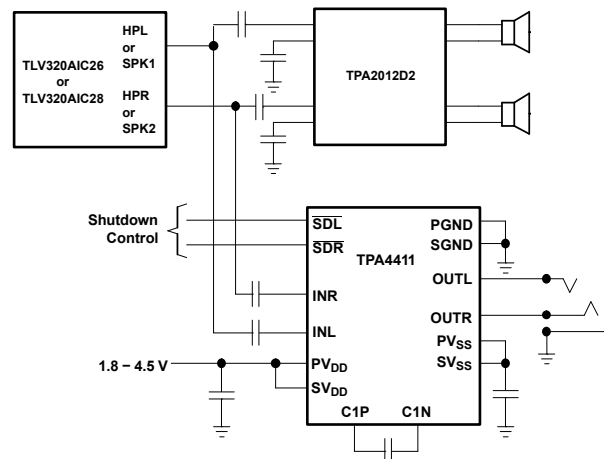 TLV320AIC26
or
TLV320AIC28
HPL
or
SPK1
HPR
or
SPK2
TPA2012D2
Shutdown
Control
SDL
SDR
INR
INL
1.8 – 4.5 V
PVDD
SVDD
TPA4411
C1P
C1N
PGND
SGND
OUTL
OUTR
PVSS
SVSS